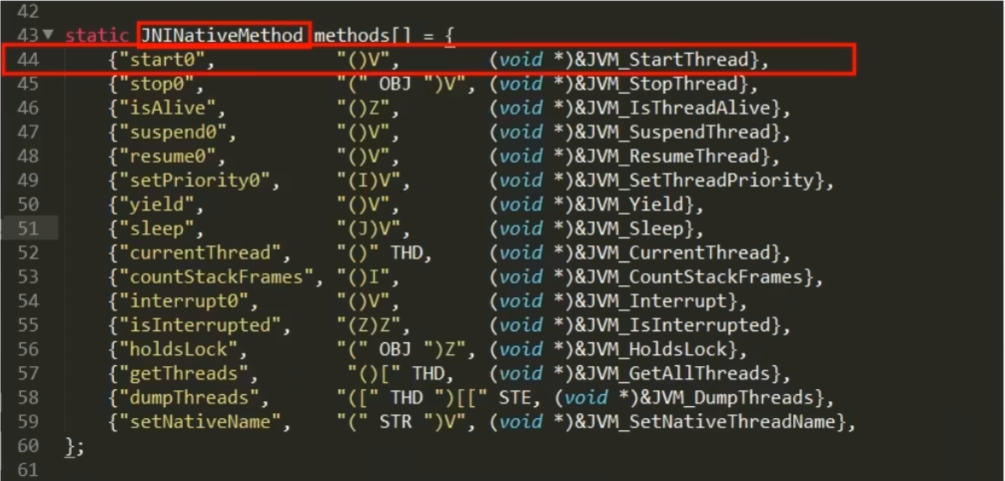 42
43 static JNINativeMethod methods[] = {
44 {"start0", "()V", (void *)&JVM_StartThread},
45 {"stop0", "(" OBJ ")V", (void *)&JVM_StopThread},
46 {"isAlive", "()Z", (void *)&JVM_IsThreadAlive},
47 {"suspend0", "()V", (void *)&JVM_SuspendThread},
48 {"resume0", "()V", (void *)&JVM_ResumeThread},
49 {"setPriority0", "(I)V", (void *)&JVM_SetThreadPriority},
50 {"yield", "()V", (void *)&JVM_Yield},
51 {"sleep", "(J)V", (void *)&JVM_Sleep},
52 {"currentThread", "()" THD, (void *)&JVM_CurrentThread},
53 {"countStackFrames", "()I", (void *)&JVM_CountStackFrames},
54 {"interrupt0", "()V", (void *)&JVM_Interrupt},
55 {"isInterrupted", "(Z)Z", (void *)&JVM_IsInterrupted},
56 {"holdsLock", "(" OBJ ")Z", (void *)&JVM_HoldsLock},
57 {"getThreads", "()[" THD, (void *)&JVM_GetAllThreads},
58 {"dumpThreads", "([" THD ")[[" STE, (void *)&JVM_DumpThreads},
59 {"setNativeName", "(" STR ")V", (void *)&JVM_SetNativeThreadName},
60 };
61